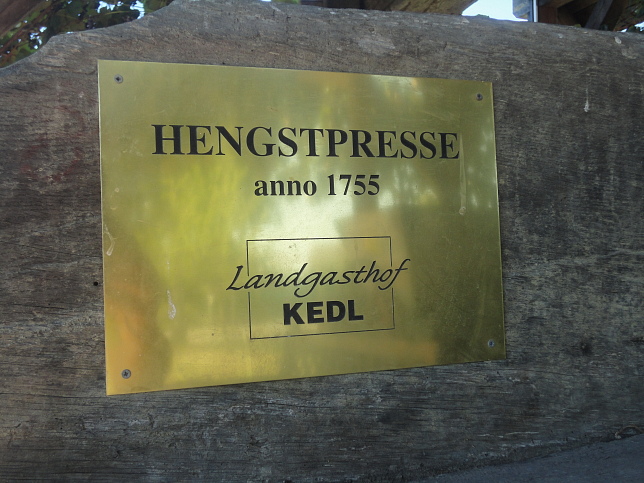 HENGSTPRESSE
anno 1755
Landgasthof
KEDL